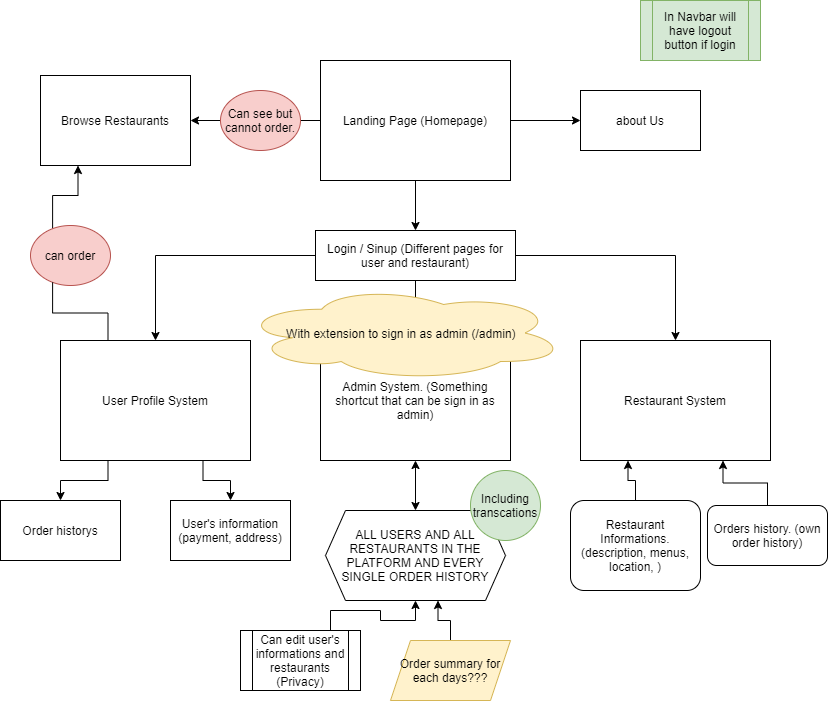 In Navbar will
have logout
button if login
Browse Restaurants
Can see but
cannot order.
Landing Page (Homepage)
about Us
can order
Login / Sinup (Different pages for
user and restaurant)
With extension to sign in as admin (/admin)
User Profile System
Admin System. (Something
shortcut that can be sign in as
admin)
Restaurant System
Order historys
User's information
(payment, address)
Including
transcations
ALL USERS AND ALL
RESTAURANTS IN THE
PLATFORM AND EVERY
SINGLE ORDER HISTORY
Restaurant
Informations.
(description, menus,
location, )
Orders history. (own
order history)
Can edit user's
informations and
restaurants
(Privacy)
Order summary for
each days???